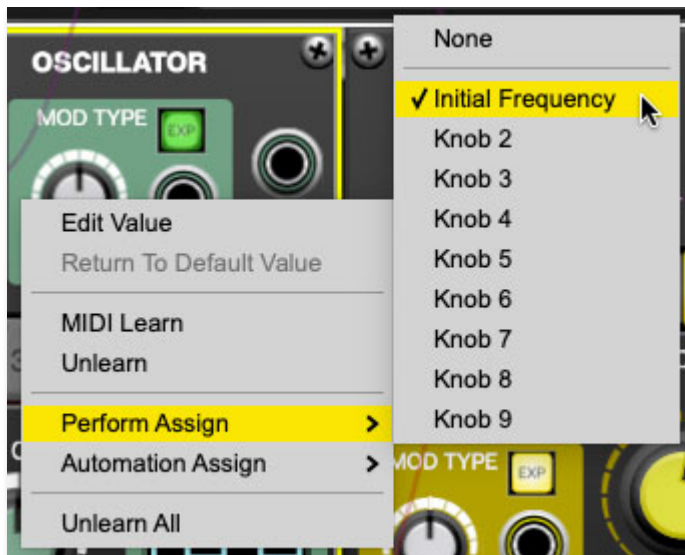 OSCILLATOR
MOD TYPE
EXP
Edit Value
Return To Default Value
MIDI Learn
Unlearn
Perform Assign
Automation Assign
Unlearn All
None
✓ Initial Frequency
Knob 2
Knob 3
Knob 4
Knob 5
Knob 6
Knob 7
Knob 8
Knob 9
MOD TYPE
EXP